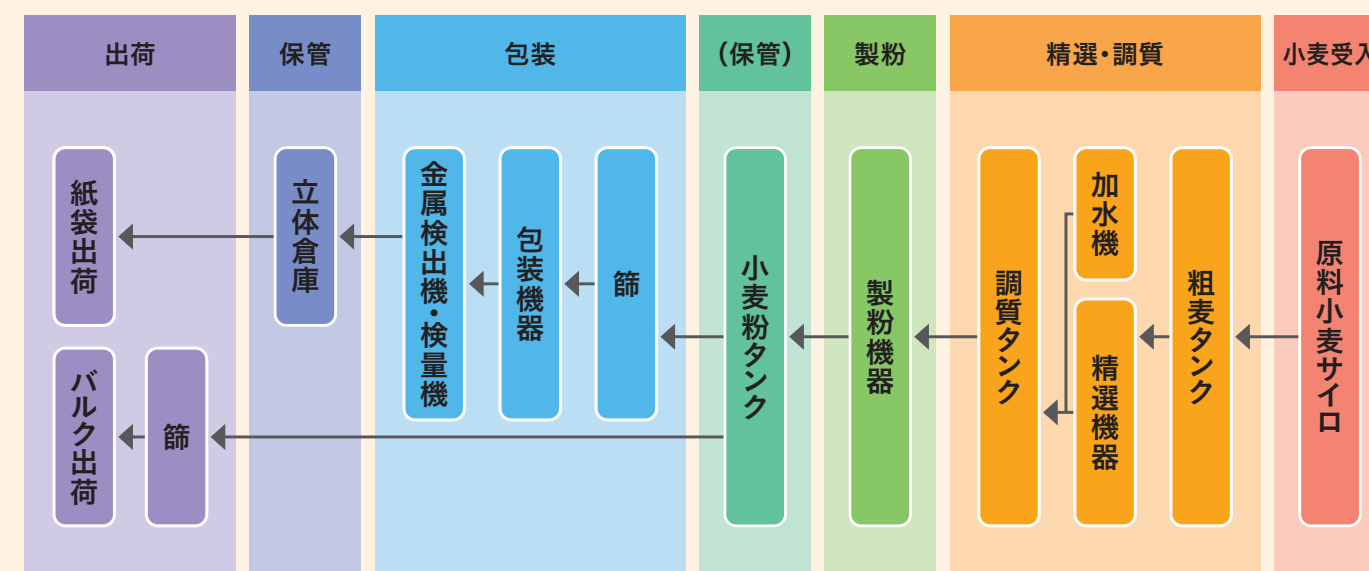 出荷
保管
包装
（保管）
製粉
精選・調質
小麦受入
紙袋出荷
立体倉庫
金属検出機・検量機
包装機器
篩
小麦粉タンク
製粉機器
調質タンク
加水機
精選機器
粗麦タンク
原料小麦サイロ
バルク出荷
篩